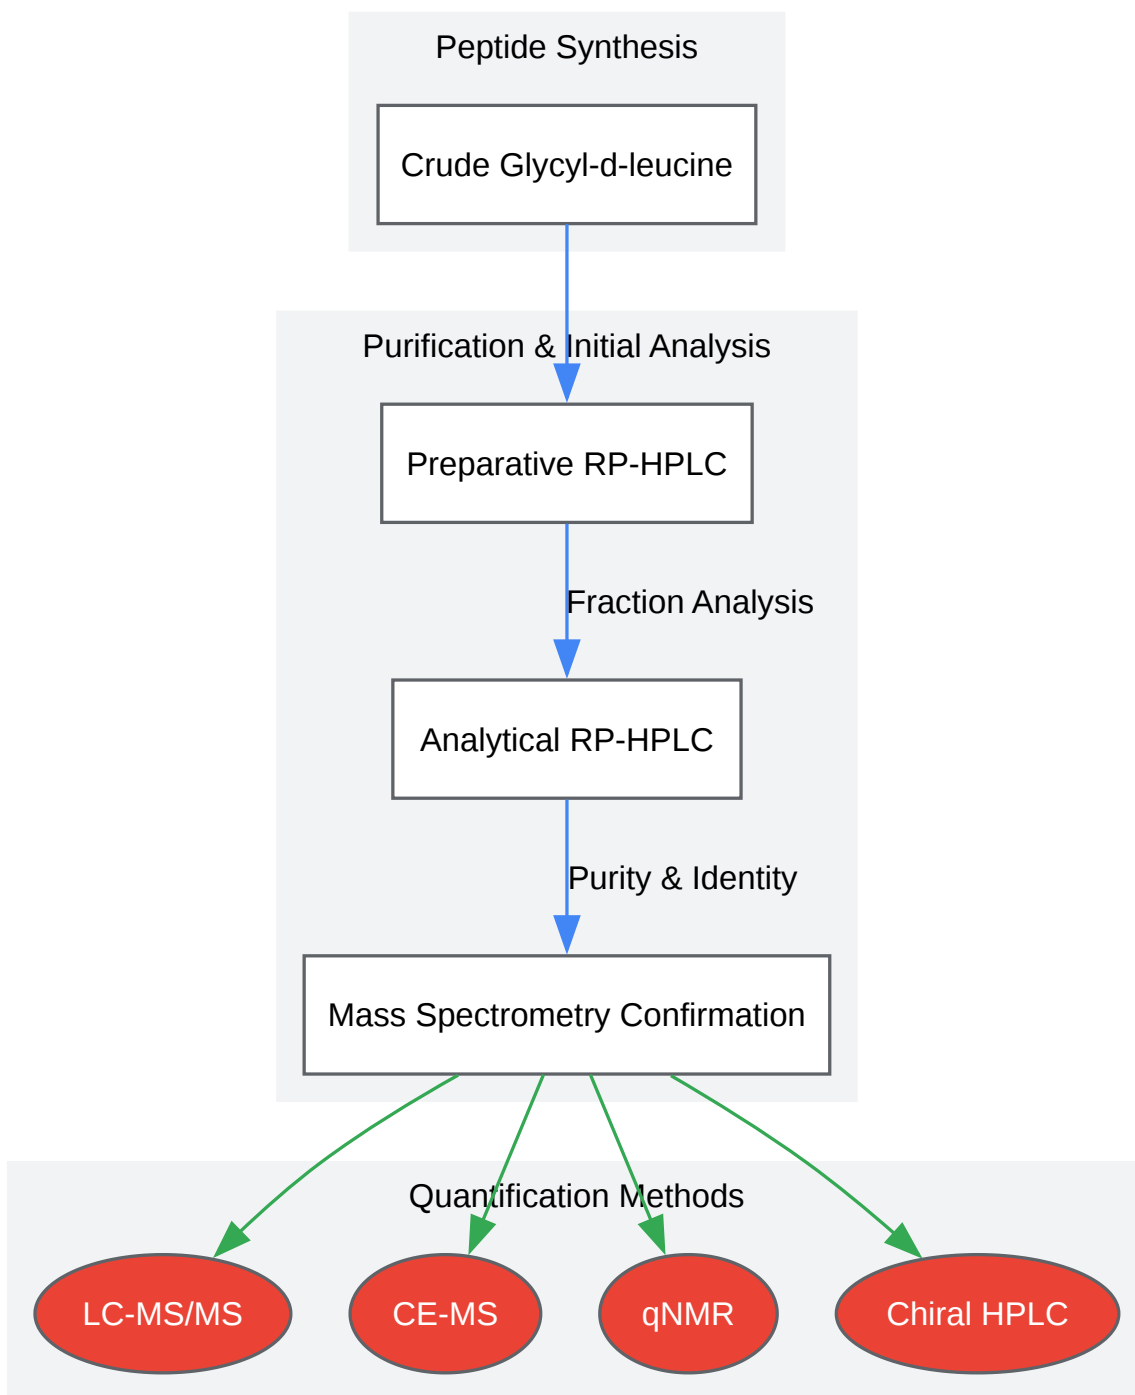 Peptide Synthesis
Crude Glycyl-d-leucine
Purification & Initial Analysis
Preparative RP-HPLC
Fraction Analysis
Analytical RP-HPLC
Purity & Identity
Mass Spectrometry Confirmation
Quantification Methods
LC-MS/MS
CE-MS
qNMR
Chiral HPLC